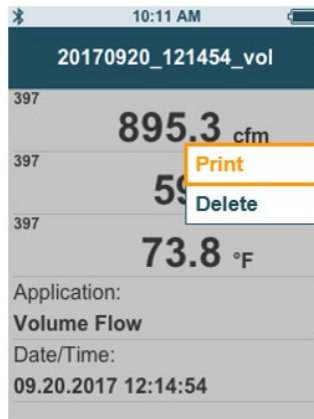 10:11 AM
20170920_121454_vol
397
895.3 cfm
397
Print
Delete
397
73.8 °F
Application:
Volume Flow
Date/Time:
09.20.2017 12:14:54